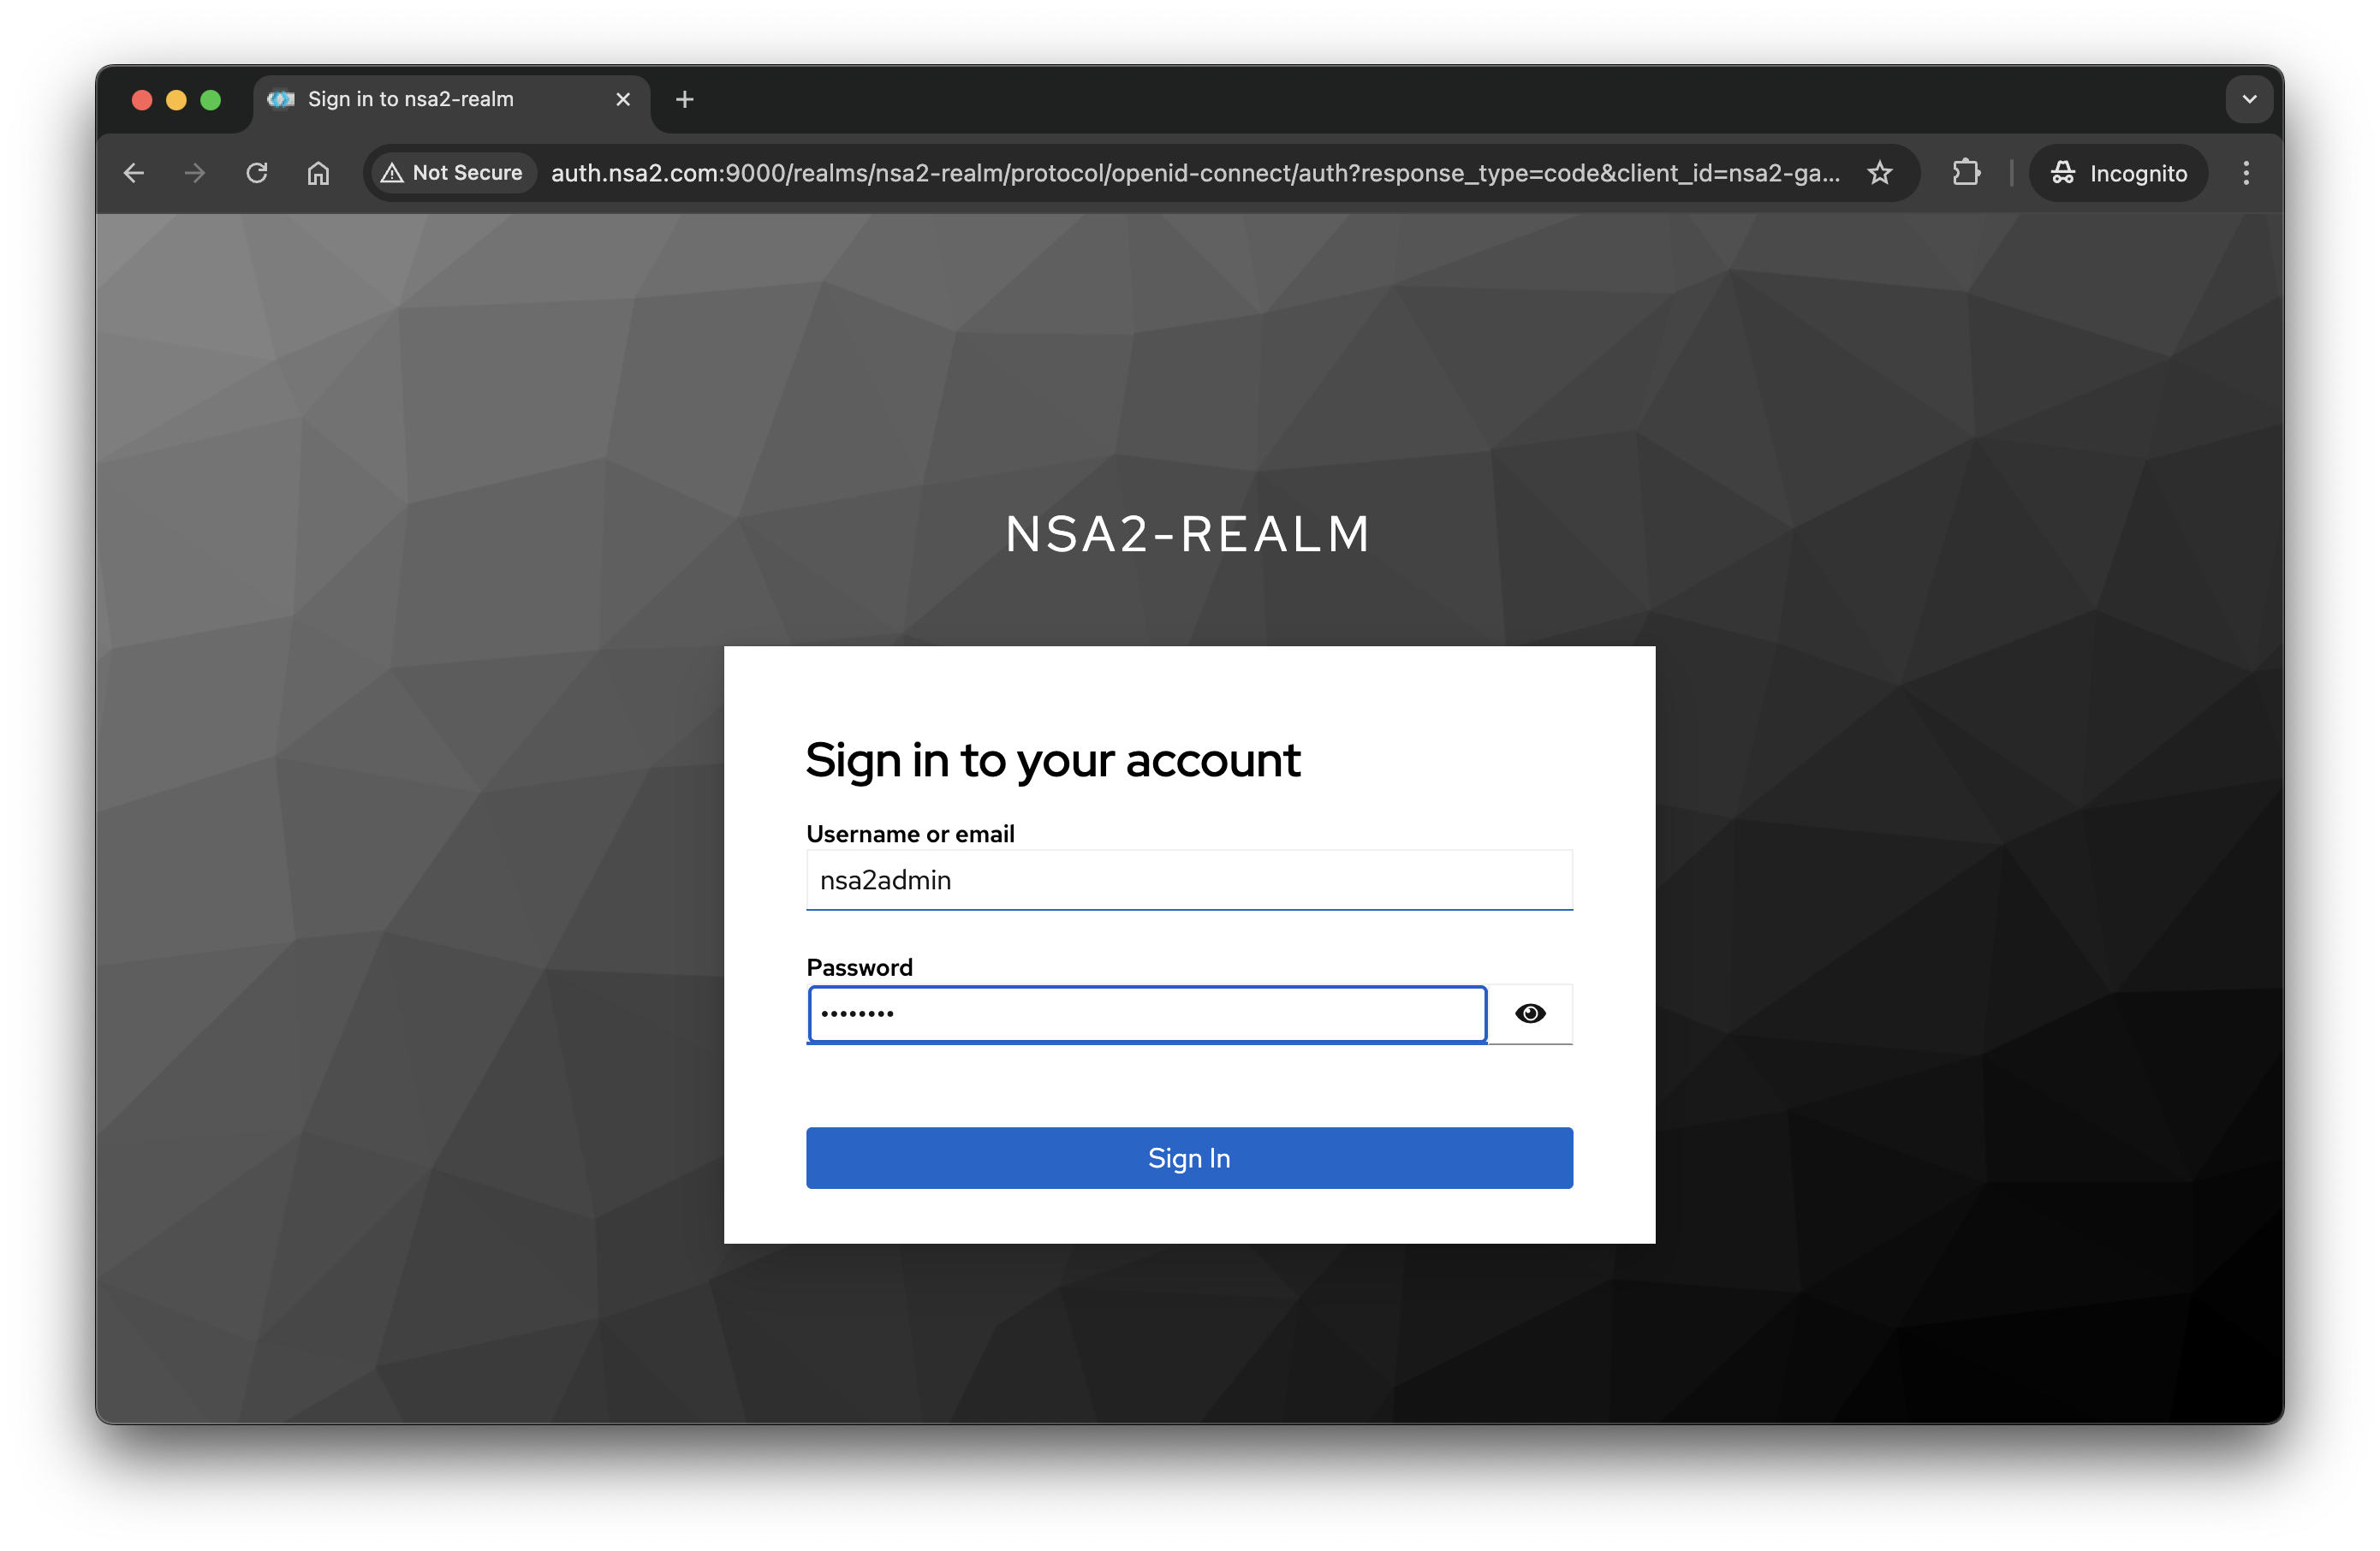 Sign in to nsa2-realm
Not Secure
auth.nsa2.com:9000/realms/nsa2-realm/protocol/openid-connect/auth?response_type=code&client_id=nsa2-ga...
Incognito
NSA2-REALM
Sign in to your account
Username or email
nsa2admin
Password
••••••••
Sign In